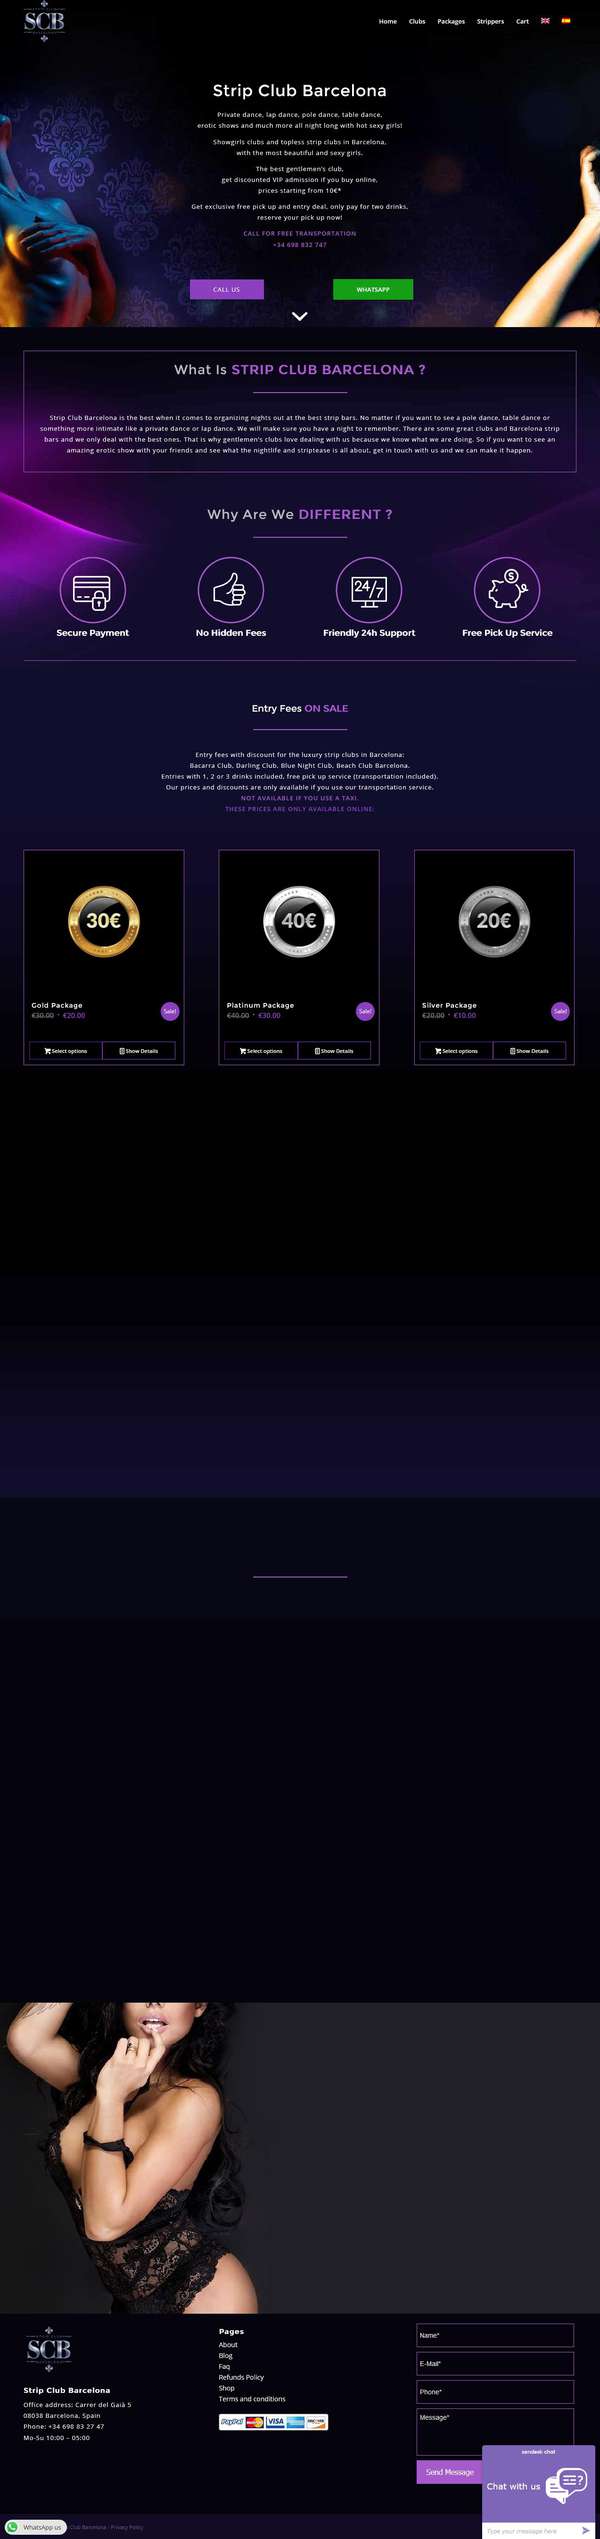 SCB
Home
Clubs
Packages
Strippers
Cart
Strip Club Barcelona
Private dance, lap dance, pole dance, table dance,
erotic shows and much more all night long with hot sexy girls!
Showgirls clubs and topless strip clubs in Barcelona,
with the most beautiful and sexy girls.
The best gentlemen's club,
get discounted VIP admission if you buy online,
prices starting from 10€*
Get exclusive free pick up and entry deal, only pay for two drinks,
reserve your pick up now!
CALL FOR FREE TRANSPORTATION
+34 698 832 747
CALL US
WHATSAPP
What Is STRIP CLUB BARCELONA ?
Strip Club Barcelona is the best when it comes to organizing nights out at the best strip bars. No matter if you want to see a pole dance, table dance or
something more intimate like a private dance or lap dance. We will make sure you have a night to remember. There are some great clubs and Barcelona strip
bars and we only deal with the best ones. That is why gentlemen's clubs love dealing with us because we know what we are doing. So if you want to see an
amazing erotic show with your friends and see what the nightlife and striptease is all about, get in touch with us and we can make it happen.
Why Are We DIFFERENT ?
24/7
Secure Payment
No Hidden Fees
Friendly 24h Support
Free Pick Up Service
Entry Fees ON SALE
Entry fees with discount for the luxury strip clubs in Barcelona:
Bacarra Club, Darling Club, Blue Night Club, Beach Club Barcelona.
Entries with 1, 2 or 3 drinks included, free pick up service (transportation included).
Our prices and discounts are only available if you use our transportation service.
NOT AVAILABLE IF YOU USE A TAXI.
THESE PRICES ARE ONLY AVAILABLE ONLINE:
30€
Gold Package
€30.00 * €20.00
Sale!
Select options
Show Details
40€
Platinum Package
€40.00 * €30.00
Sale!
Select options
Show Details
20€
Silver Package
€20.00 * €10.00
Sale!
Select options
Show Details
SCB
Strip Club Barcelona
Office address: Carrer del Gaià 5
08038 Barcelona, Spain
Phone: +34 698 83 27 47
Mo-Su 10:00 – 05:00
Pages
About
Blog
Faq
Refunds Policy
Shop
Terms and conditions
PayPal
MasterCard
VISA
DISCOVER
Name*
E-Mail*
Phone*
Message*
Send Message
sendesk chat
Chat with us
Type your message here
WhatsApp us
Club Barcelona - Privacy Policy